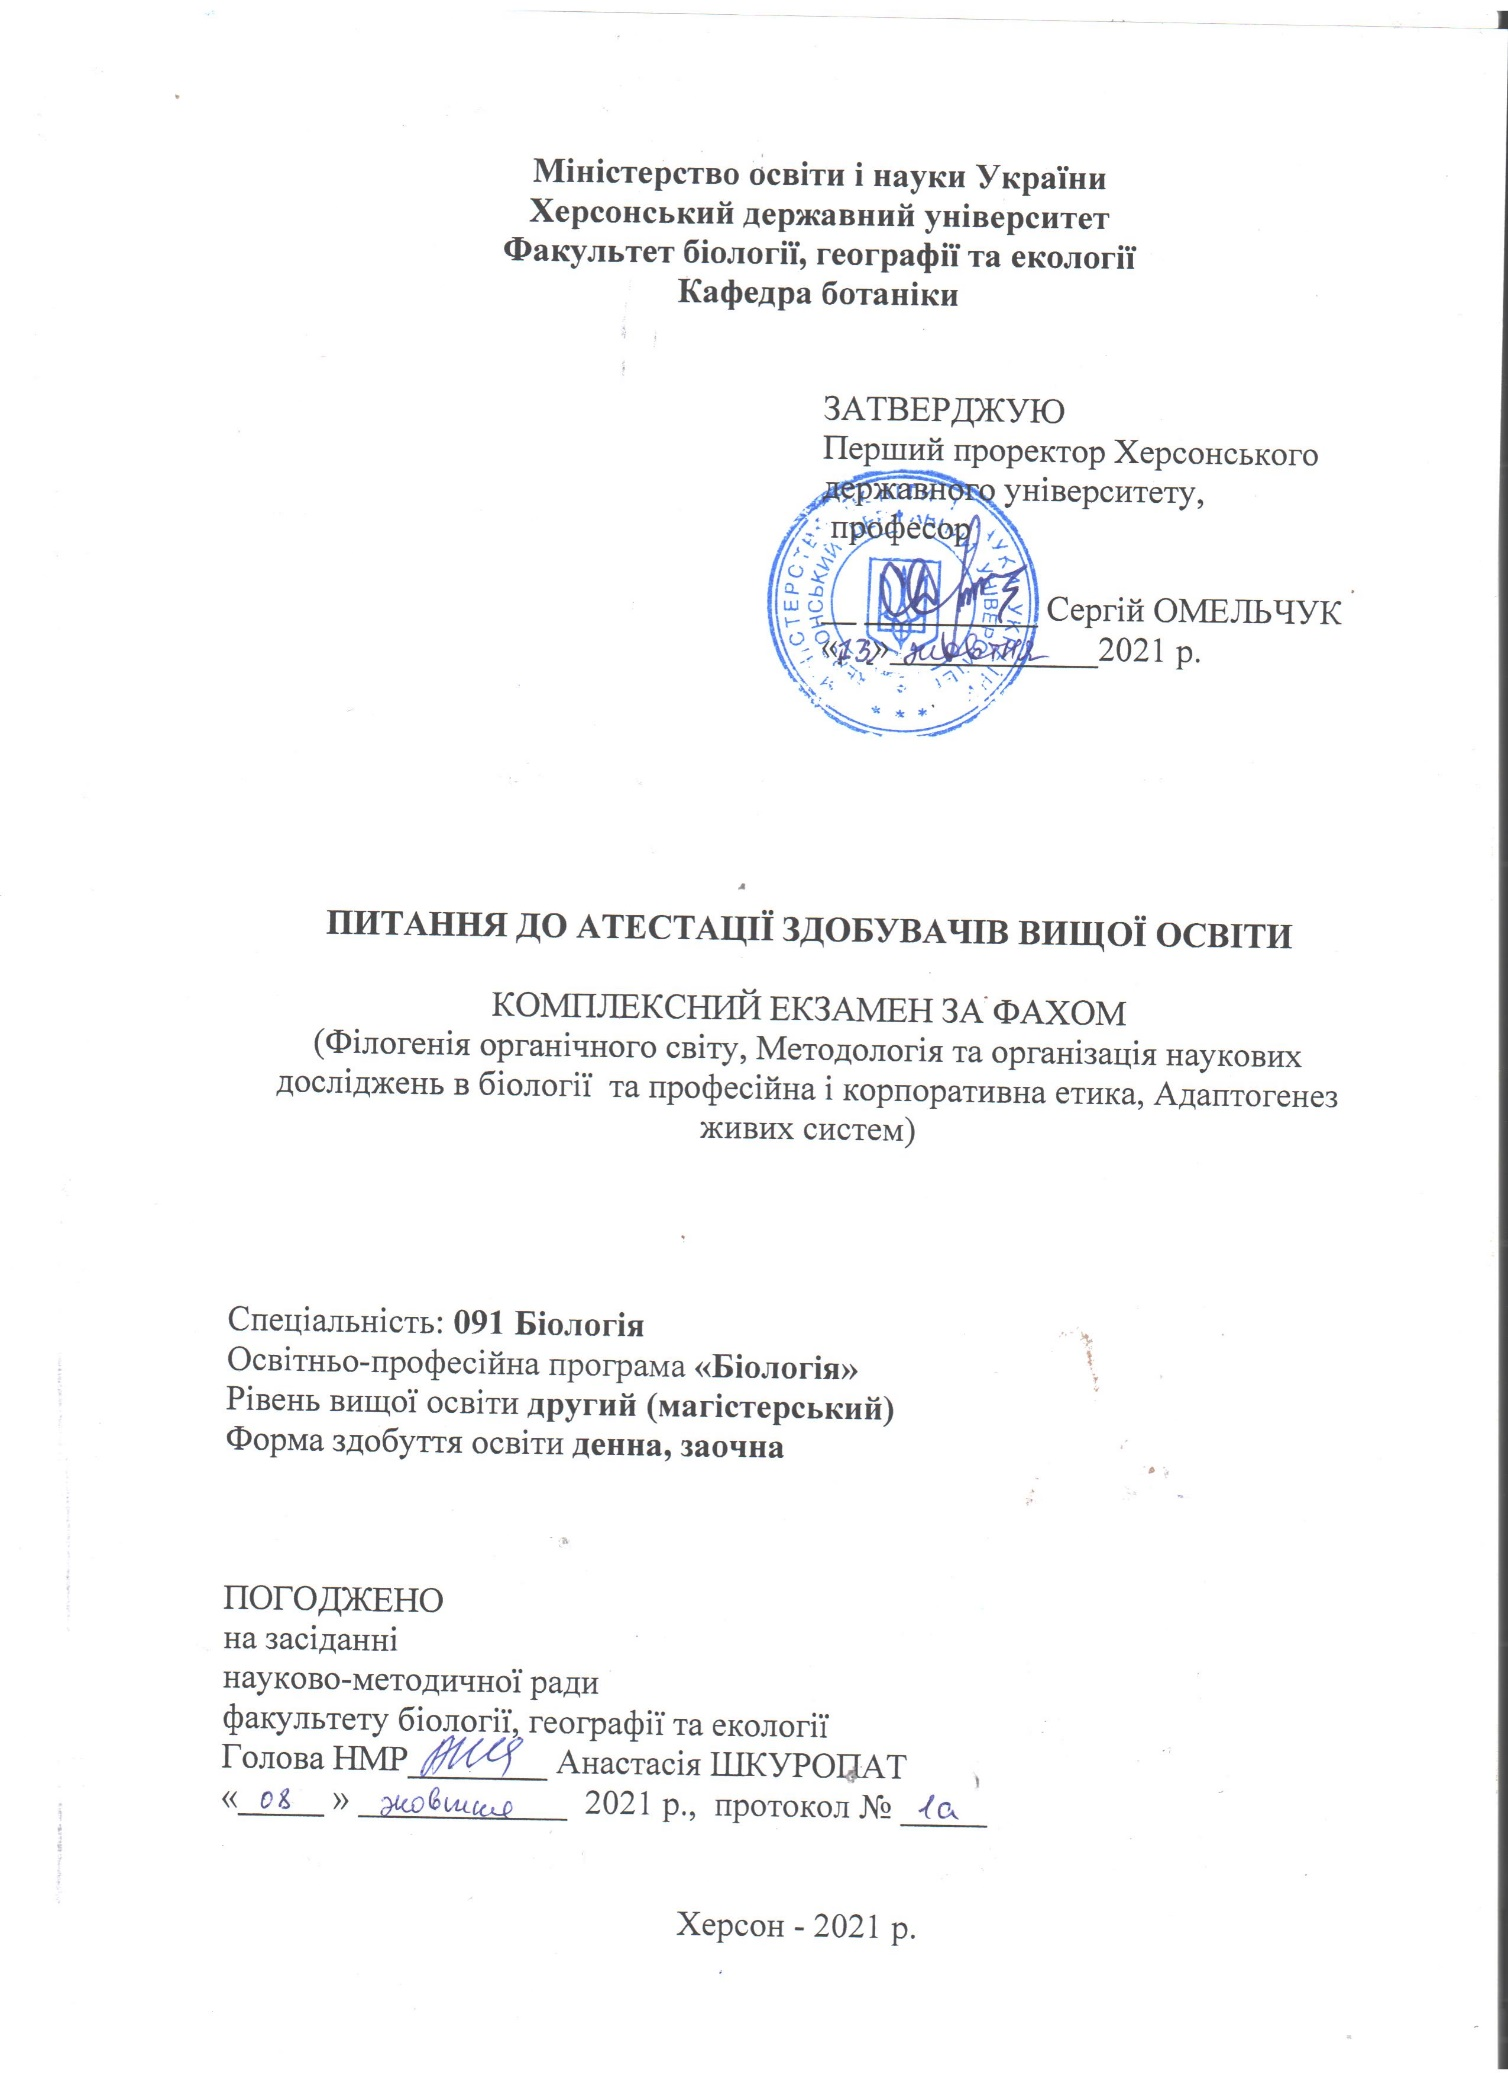 Міністерство освіти і науки України
Херсонський державний університет
Факультет біології, географії та екології
Кафедра ботаніки
ЗАТВЕРДЖУЮ
Перший проректор Херсонського
державного університету,
професор
Сергій ОМЕЛЬЧУК
«13» жовтня 2021 р.
ПИТАННЯ ДО АТЕСТАЦІЇ ЗДОБУВАЧІВ ВИЩОЇ ОСВІТИ
КОМПЛЕКСНИЙ ЕКЗАМЕН ЗА ФАХОМ
(Філогенія органічного світу, Методологія та організація наукових
досліджень в біології та професійна і корпоративна етика, Адаптогенез
живих систем)
Спеціальність: 091 Біологія
Освітньо-професійна програма «Біологія»
Рівень вищої освіти другий (магістерський)
Форма здобуття освіти денна, заочна
ПОГОДЖЕНО
на засіданні
науково-методичної ради
факультету біології, географії та екології
Голова НМР Анастасія ШКУРОПАТ
« 08 » жовтня 2021 р., протокол № 1а
Херсон - 2021 р.